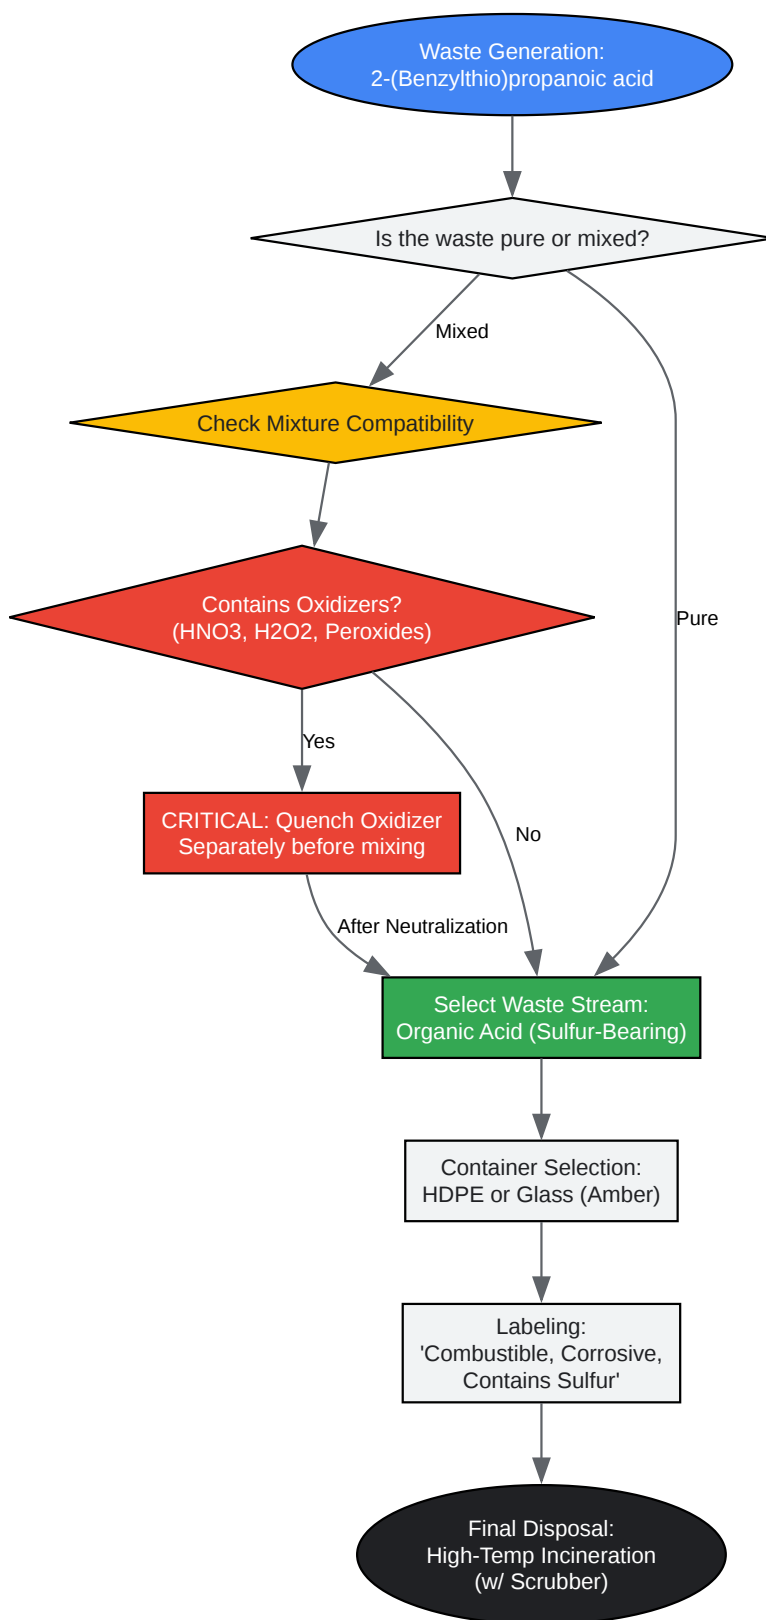 Waste Generation:
2-(Benzylthio)propanoic acid
Is the waste pure or mixed?
Mixed
Check Mixture Compatibility
Contains Oxidizers?
(HNO3, H2O2, Peroxides)
Pure
Yes
CRITICAL: Quench Oxidizer
Separately before mixing
No
After Neutralization
Select Waste Stream:
Organic Acid (Sulfur-Bearing)
Container Selection:
HDPE or Glass (Amber)
Labeling:
'Combustible, Corrosive,
Contains Sulfur'
Final Disposal:
High-Temp Incineration
(w/ Scrubber)